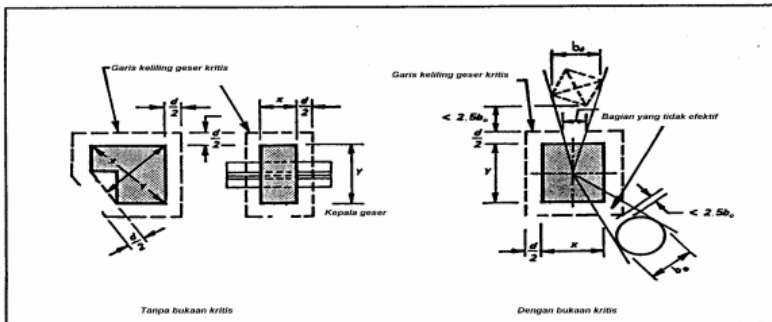 Garis keliling geser kritis
d/2
x
d/2
d/2
Y
x
Y
b/2
Kepala geser
Tanpa bukaan kritis
Garis keliling geser kritis
b₀
< 2.5b₀
Bagian yang tidak efektif
d/2
Y
< 2.5b₀
d/2
x
b₀
Dengan bukaan kritis